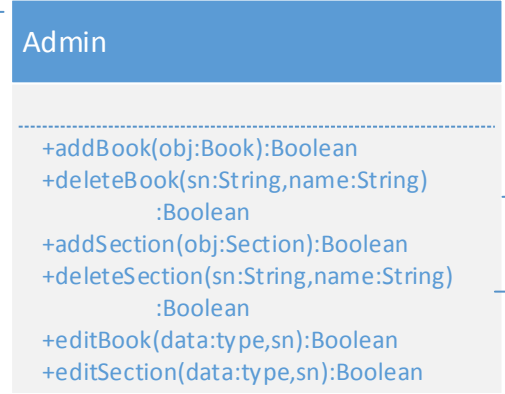 Admin
+addBook(obj:Book):Boolean
+deleteBook(sn:String,name:String)
:Boolean
+addSection(obj:Section):Boolean
+deleteSection(sn:String,name:String)
:Boolean
+editBook(data:type,sn):Boolean
+editSection(data:type,sn):Boolean